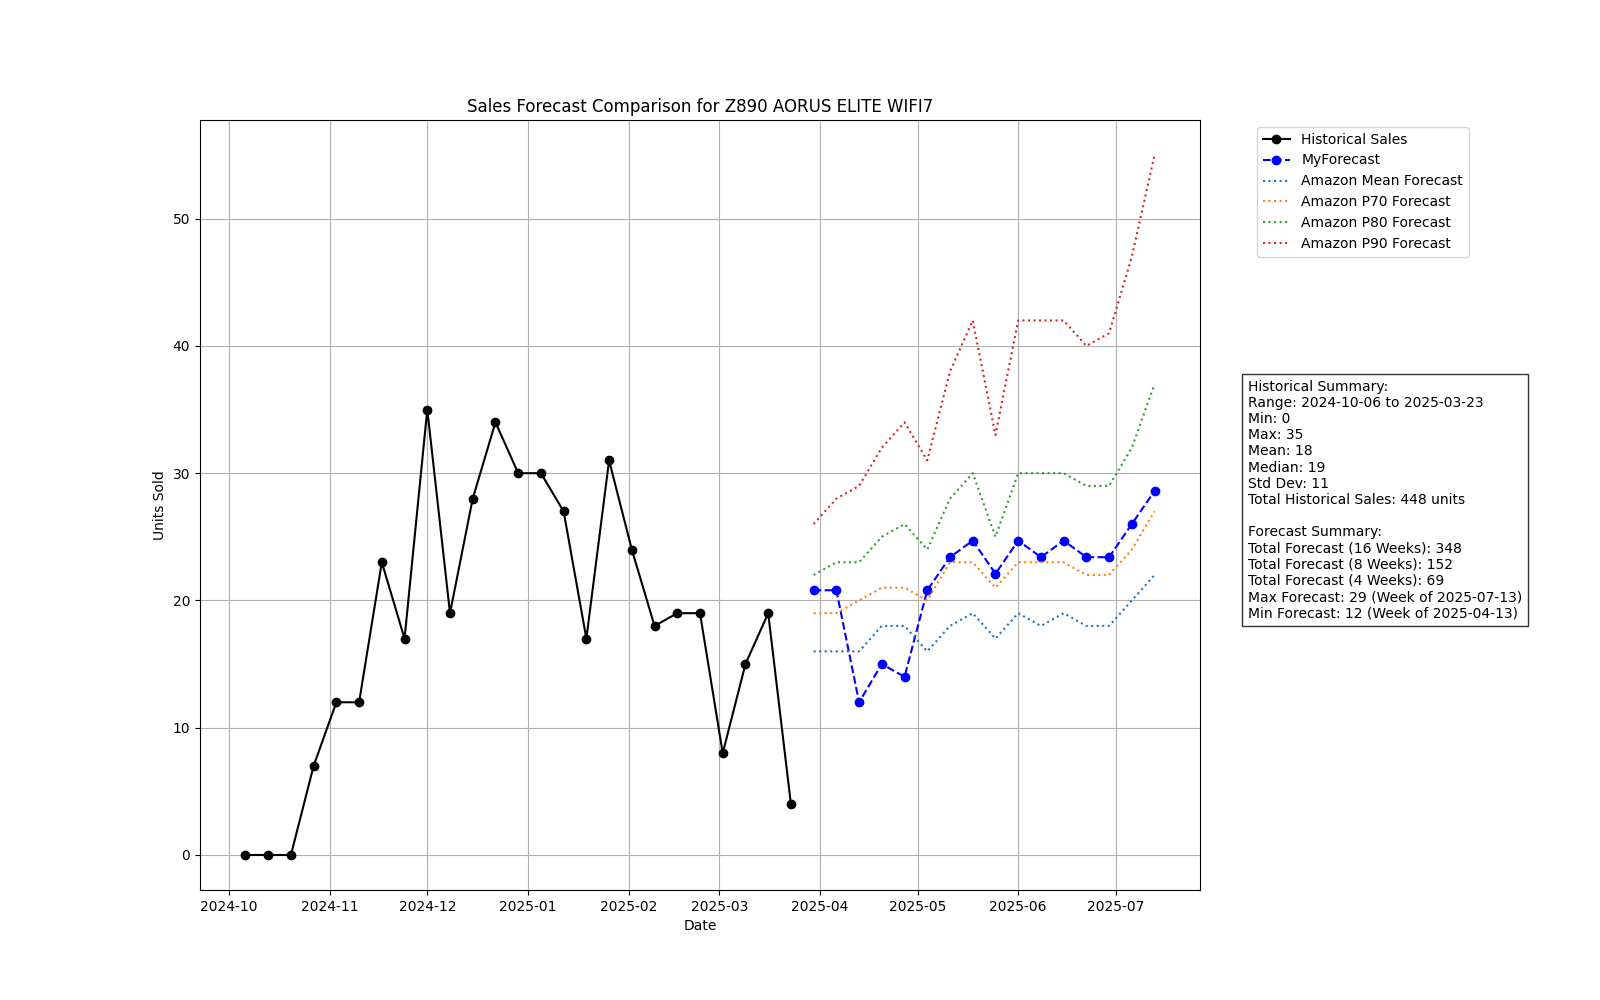 Sales Forecast Comparison for Z890 AORUS ELITE WIFI7
Units Sold
50
40
30
20
10
0
2024-10
2024-11
2024-12
2025-01
2025-02
2025-03
2025-04
2025-05
2025-06
2025-07
Date
Historical Sales
MyForecast
Amazon Mean Forecast
Amazon P70 Forecast
Amazon P80 Forecast
Amazon P90 Forecast
Historical Summary:
Range: 2024-10-06 to 2025-03-23
Min: 0
Max: 35
Mean: 18
Median: 19
Std Dev: 11
Total Historical Sales: 448 units
Forecast Summary:
Total Forecast (16 Weeks): 348
Total Forecast (8 Weeks): 152
Total Forecast (4 Weeks): 69
Max Forecast: 29 (Week of 2025-07-13)
Min Forecast: 12 (Week of 2025-04-13)